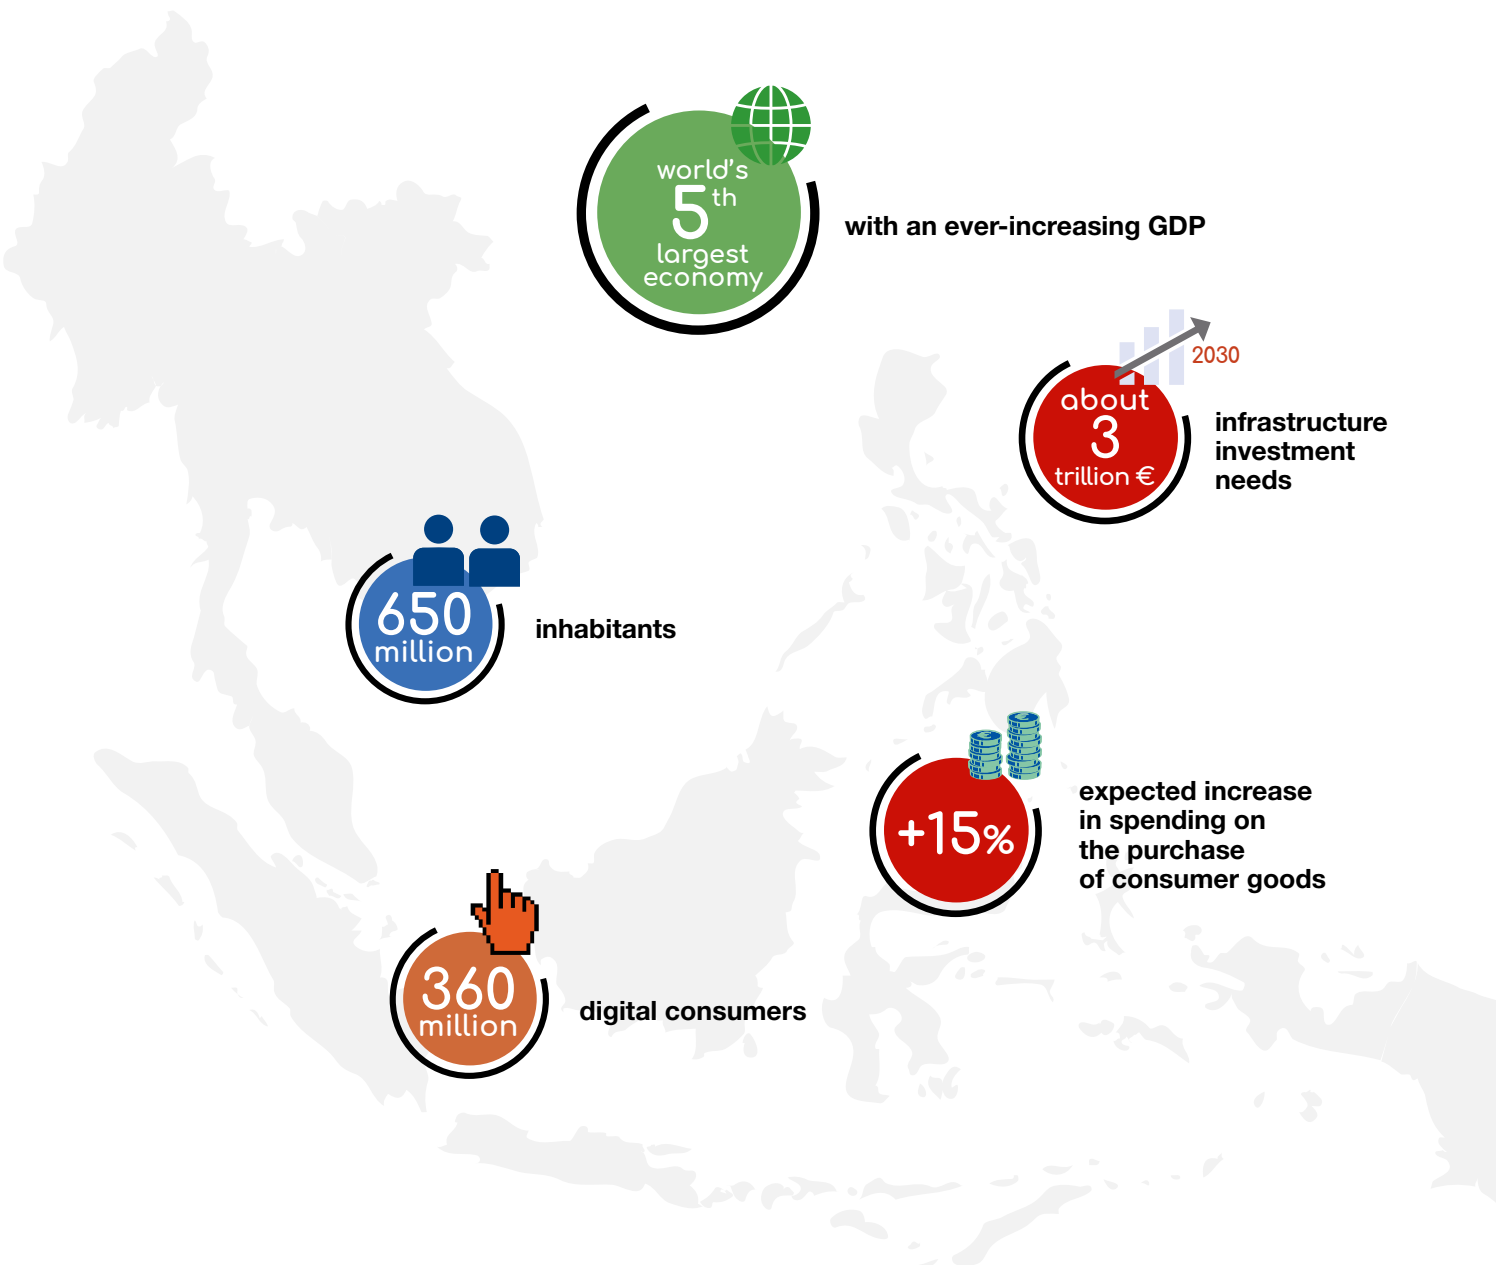 world's
5th
largest
economy
with an ever-increasing GDP
2030
about
3
trillion €
infrastructure
investment
needs
650
million
inhabitants
€
€
+15%
expected increase
in spending on
the purchase
of consumer goods
360
million
digital consumers